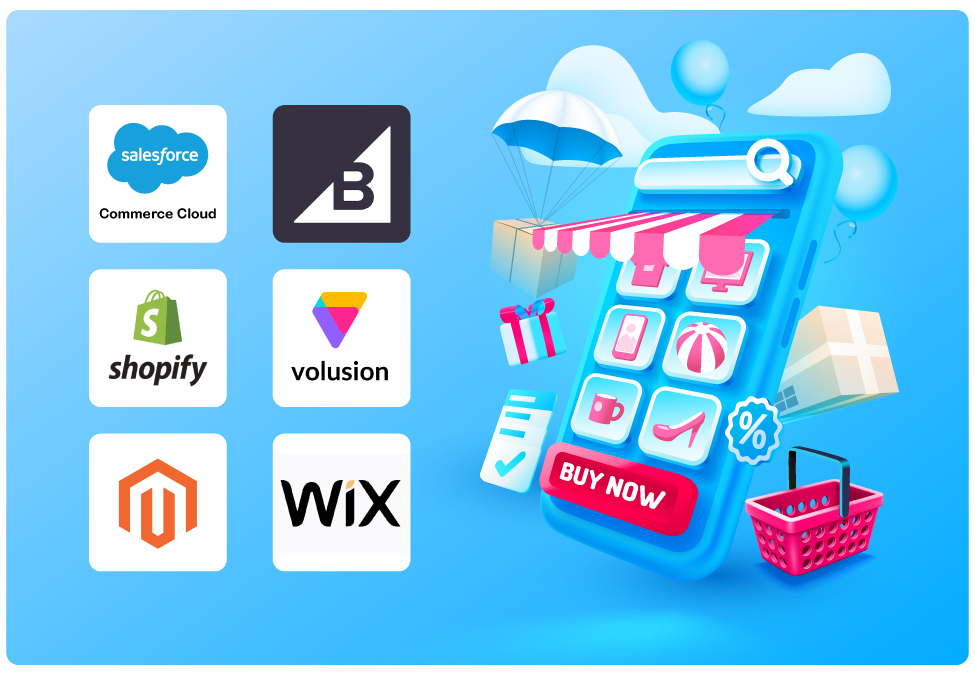 salesforce
Commerce Cloud
B
S
shopify
volusion
WiX
%
BUY NOW